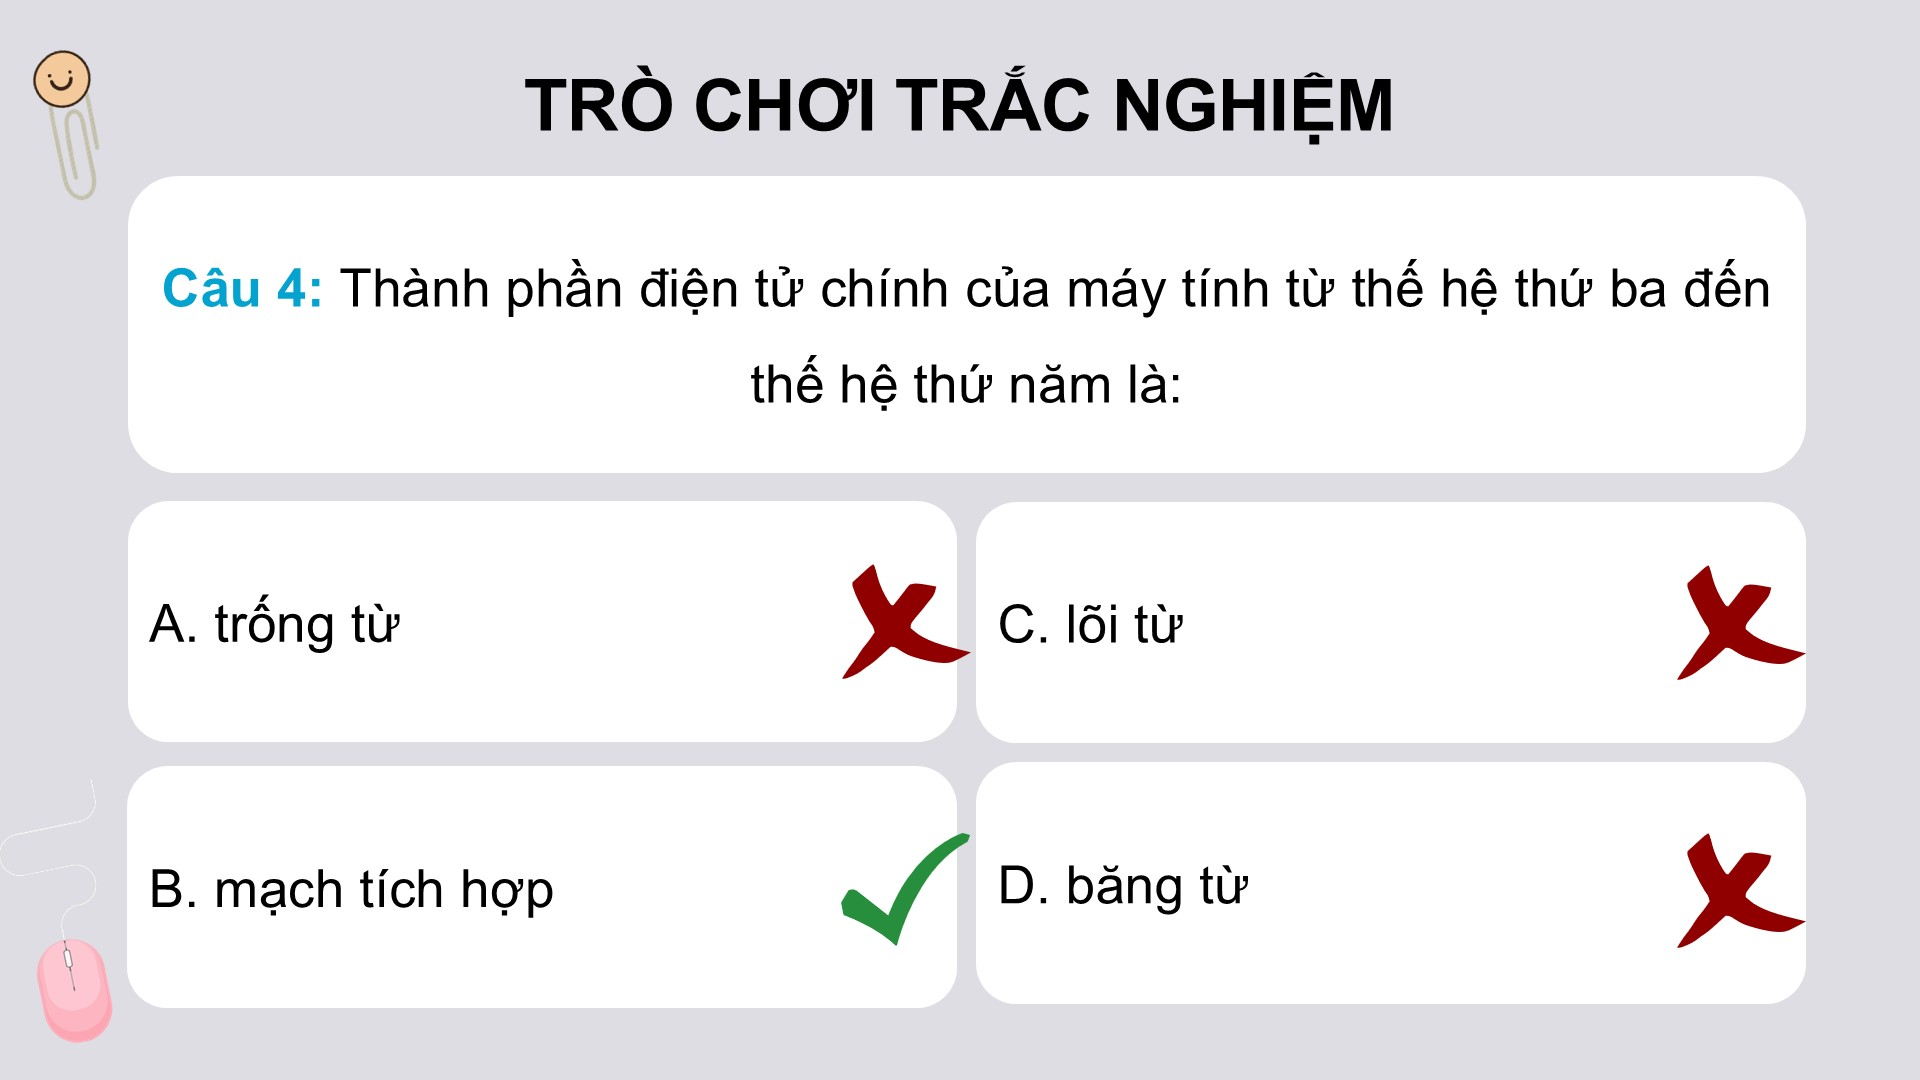 TRÒ CHƠI TRẮC NGHIỆM
Câu 4: Thành phần điện tử chính của máy tính từ thế hệ thứ ba đến
thế hệ thứ năm là:
A. trống từ
C. lõi từ
B. mạch tích hợp
D. băng từ